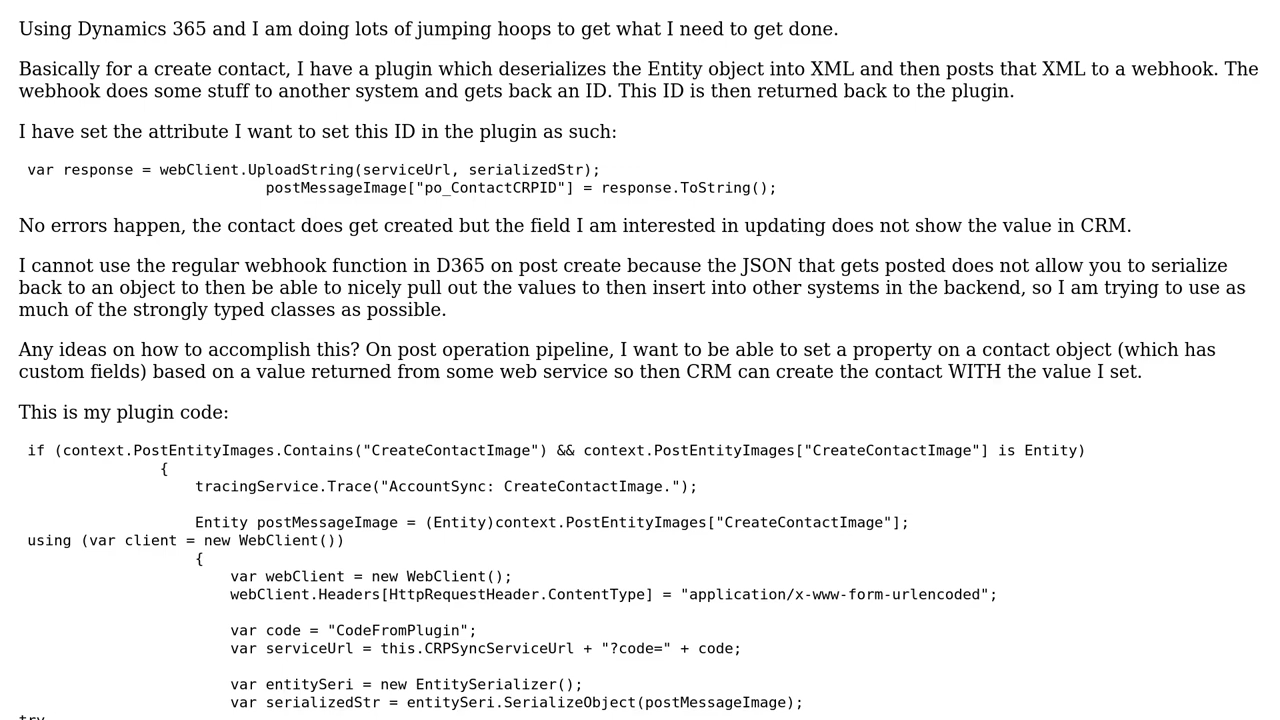 Using Dynamics 365 and I am doing lots of jumping hoops to get what I need to get done.
Basically for a create contact, I have a plugin which deserializes the Entity object into XML and then posts that XML to a webhook. The
webhook does some stuff to another system and gets back an ID. This ID is then returned back to the plugin.
I have set the attribute I want to set this ID in the plugin as such:
var response = webClient.UploadString(serviceUrl, serializedStr);
postMessageImage["po_ContactCRPID"] = response.ToString();
No errors happen, the contact does get created but the field I am interested in updating does not show the value in CRM.
I cannot use the regular webhook function in D365 on post create because the JSON that gets posted does not allow you to serialize
back to an object to then be able to nicely pull out the values to then insert into other systems in the backend, so I am trying to use as
much of the strongly typed classes as possible.
Any ideas on how to accomplish this? On post operation pipeline, I want to be able to set a property on a contact object (which has
custom fields) based on a value returned from some web service so then CRM can create the contact WITH the value I set.
This is my plugin code:
if (context.PostEntityImages.Contains("CreateContactImage") && context.PostEntityImages["CreateContactImage"] is Entity)
{
tracingService.Trace("AccountSync: CreateContactImage.");
Entity postMessageImage = (Entity)context.PostEntityImages["CreateContactImage"];
using (var client = new WebClient())
{
var webClient = new WebClient();
webClient.Headers[HttpRequestHeader.ContentType] = "application/x-www-form-urlencoded";
var code = "CodeFromPlugin";
var serviceUrl = this.CRPSyncServiceUrl + "?code=" + code;
var entitySeri = new EntitySerializer();
var serializedStr = entitySeri.SerializeObject(postMessageImage);
try